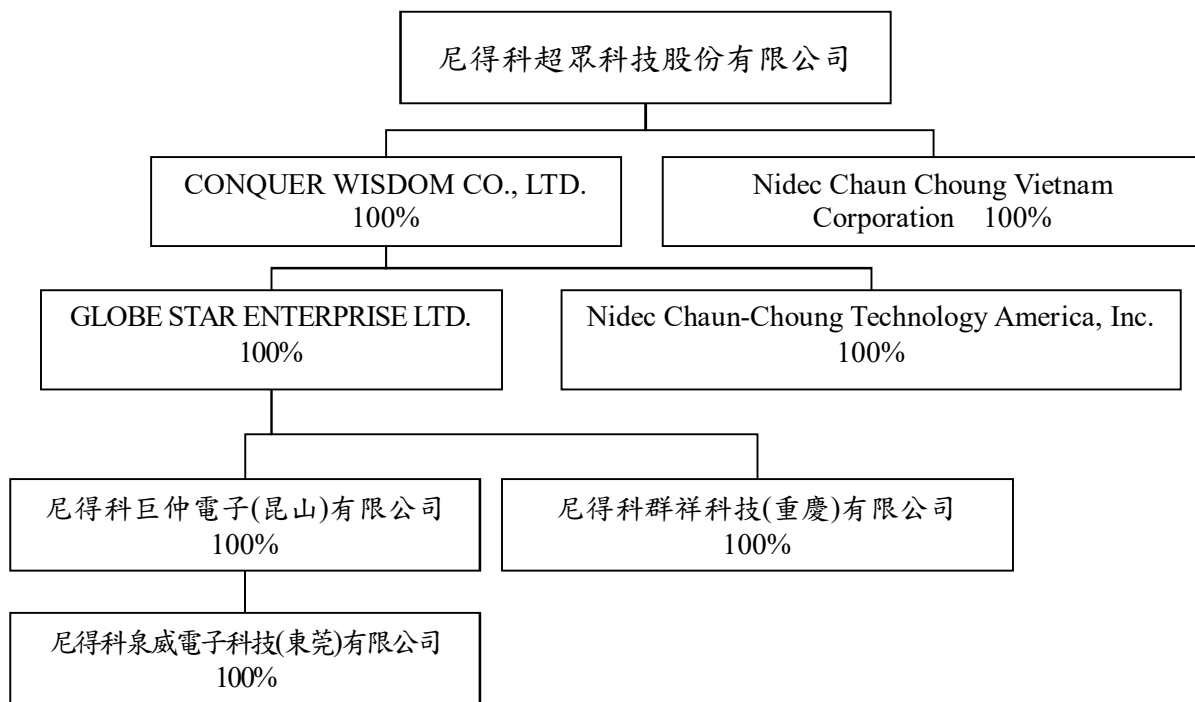 尼得科超眾科技股份有限公司
CONQUER WISDOM CO., LTD.
100%
Nidec Chaun Choung Vietnam
Corporation 100%
GLOBE STAR ENTERPRISE LTD.
100%
Nidec Chaun-Choung Technology America, Inc.
100%
尼得科巨仲電子(昆山)有限公司
100%
尼得科群祥科技(重慶)有限公司
100%
尼得科泉威電子科技(東莞)有限公司
100%